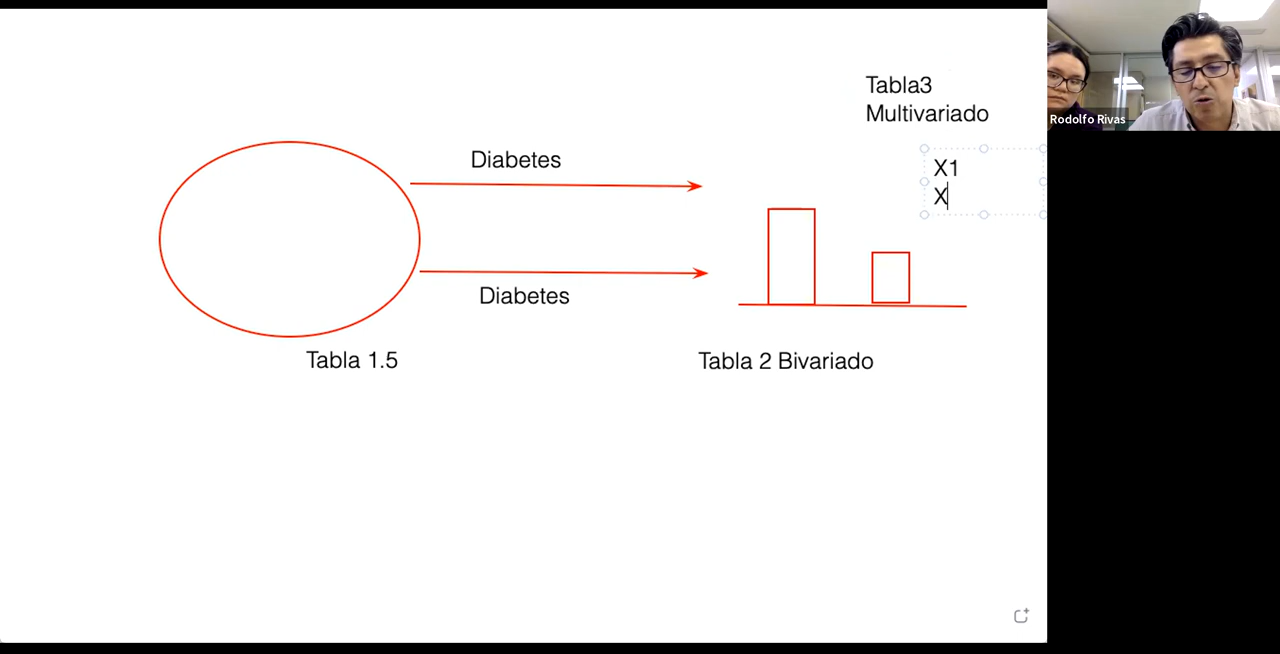 Tabla3
Multivariado
Rodolfo Rivas
X1
X
Diabetes
Diabetes
Tabla 1.5
Tabla 2 Bivariado